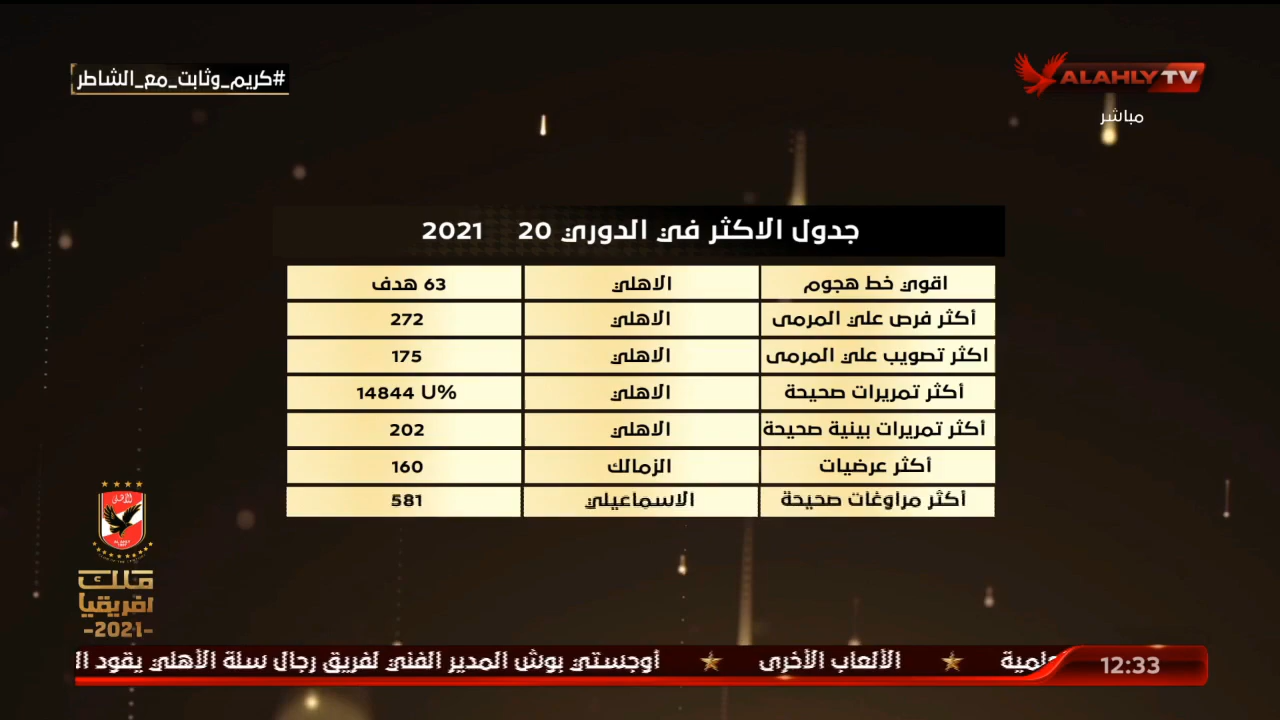 #كريم_وثابت_مع_الشاطر
ALAHLY TV
مباشر
جدول الاكثر في الدوري 20 2021
اقوي خط هجوم الاهلي 63 هدف
أكثر فرص علي المرمى الاهلي 272
اكثر تصويب علي المرمى الاهلي 175
أكثر تمريرات صحيحة الاهلي 14844 U%
أكثر تمريرات بينية صحيحة الاهلي 202
أكثر عرضيات الزمالك 160
أكثر مراوغات صحيحة الاسماعيلي 581
ملك
افريقيا
-2021-
الألعاب الأخرى أوجستي بوش المدير الفني لفريق رجال سلة الأهلي يقود
12:33